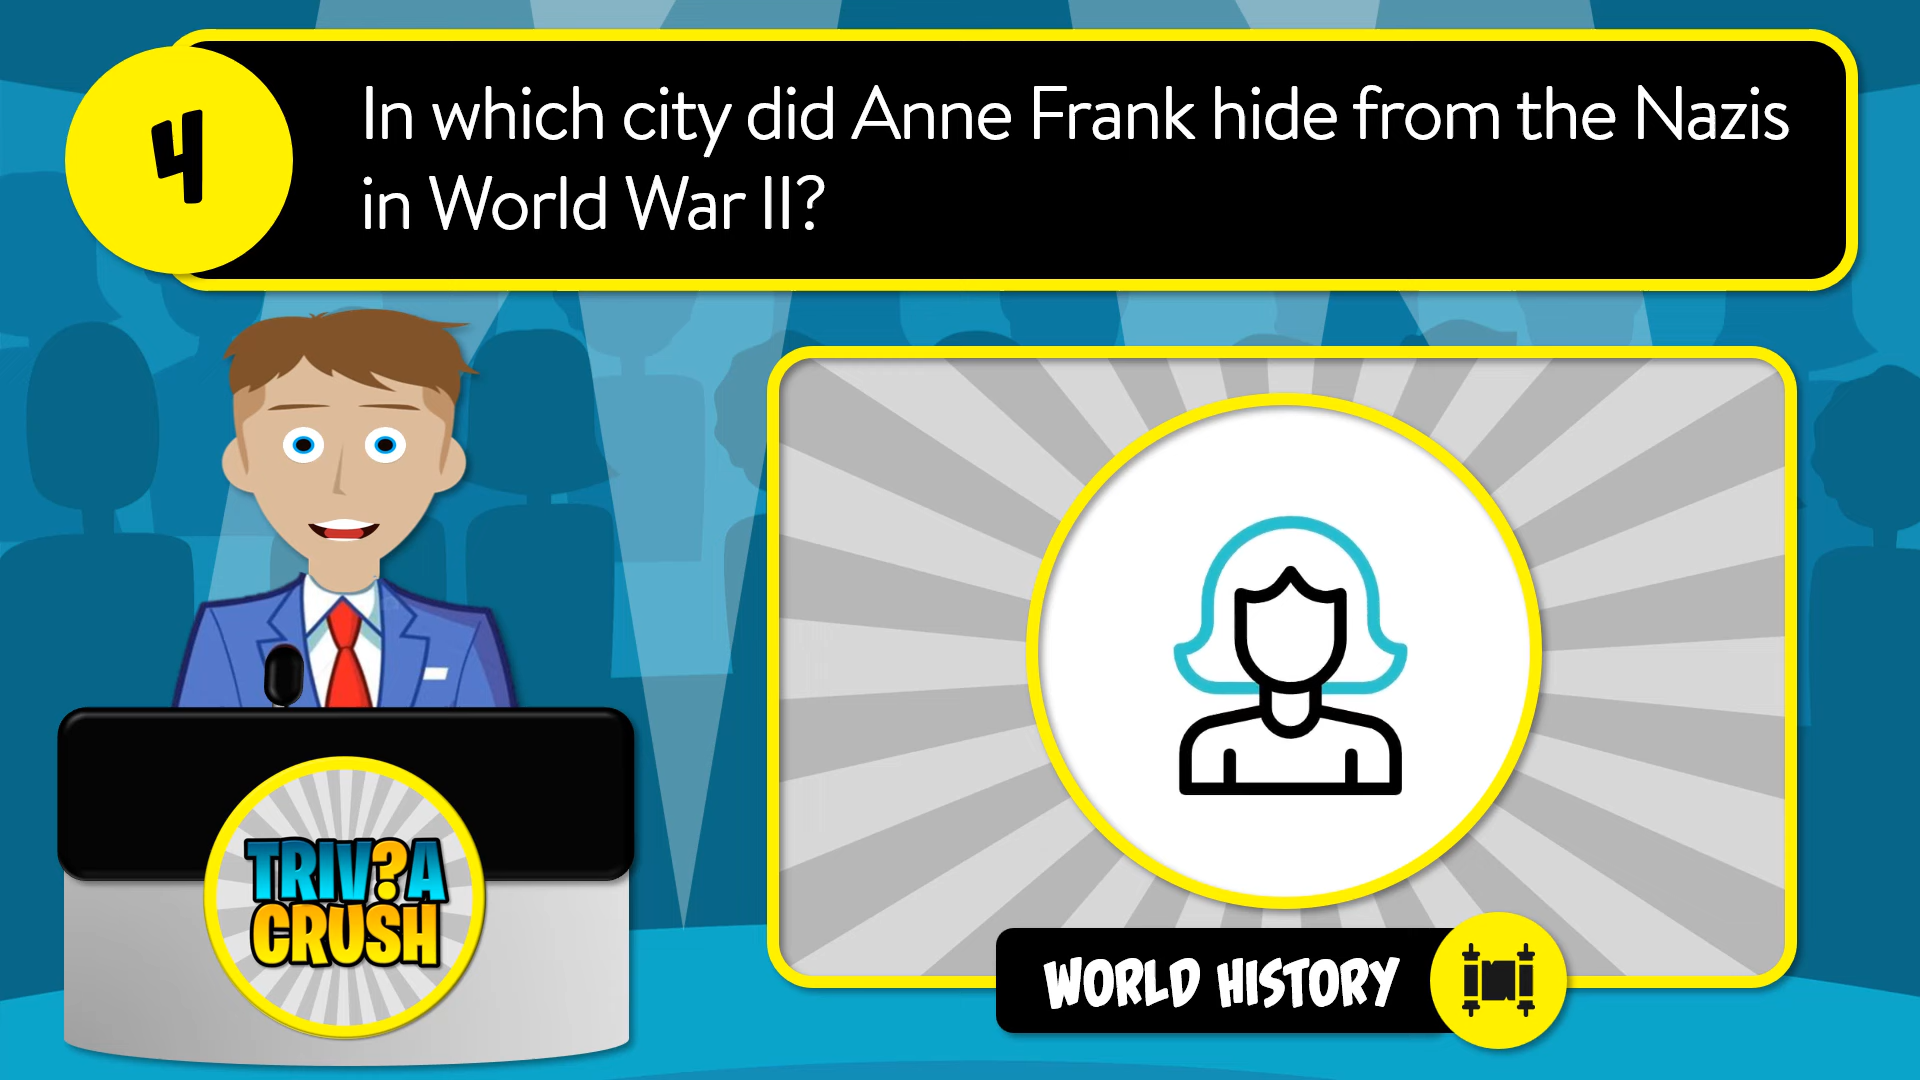 4
In which city did Anne Frank hide from the Nazis
in World War II?
TRIV?A
CRUSH
WORLD HISTORY